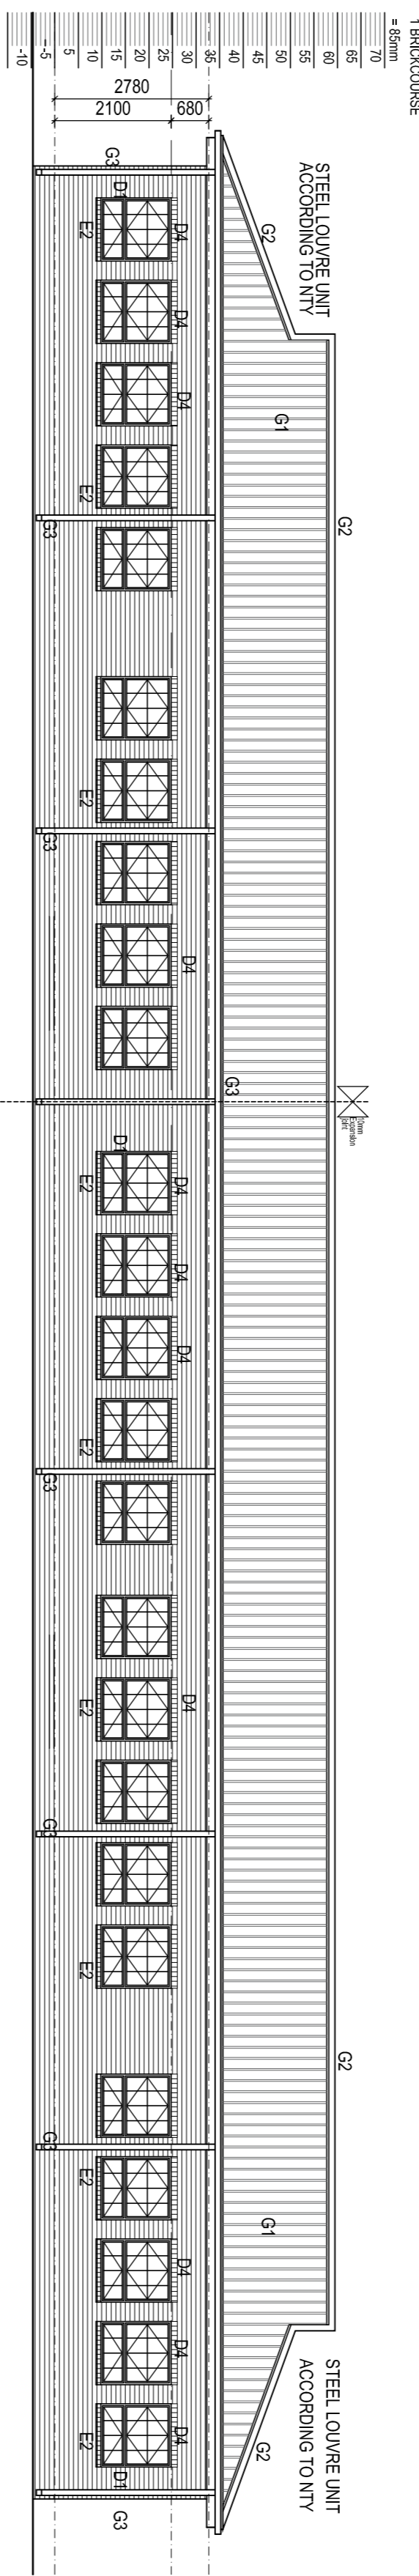 1 BRICKCOURSE
= 85mm
70
65
60
55
50
45
40
35
30
25
20
15
10
5
-5
-10
2780
2100
680
STEEL LOUVRE UNIT
ACCORDING TO NTY
G2
G2
10mm
Expansion
joint
G2
STEEL LOUVRE UNIT
ACCORDING TO NTY
G2
G1
G1
G3
D4
D4
D4
D4
D4
D4
D4
D4
D4
D4
D4
G3
D1
D1
D1
G3
E2
E2
E2
E2
E2
E2
E2
E2
E2
G3
G3
G3
G3
G3